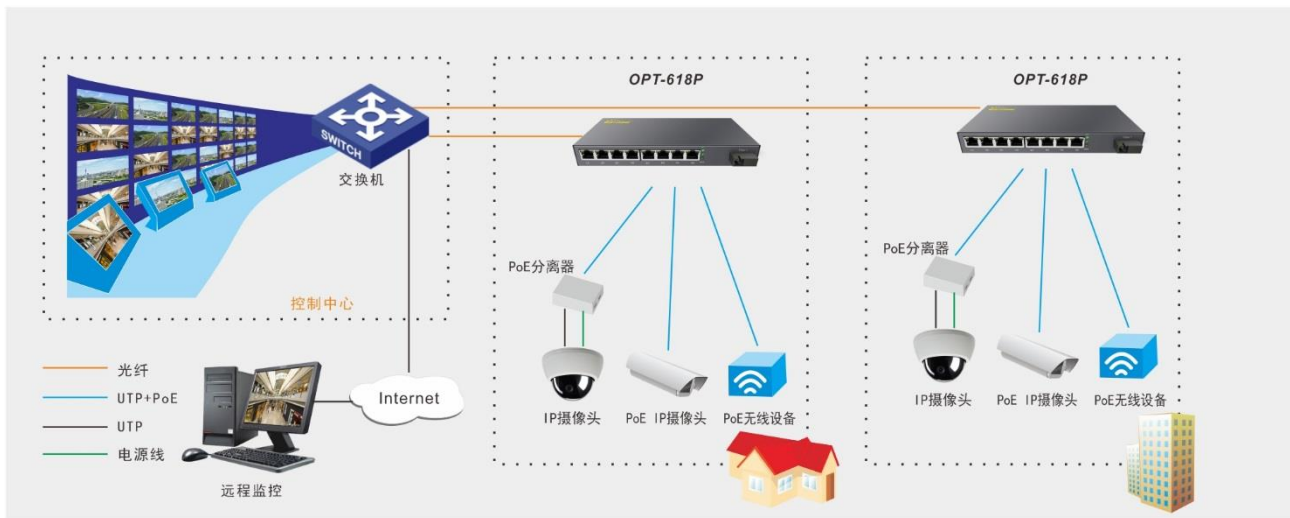 OPT-618P
OPT-618P
SWITCH
交换机
PoE分离器
PoE分离器
控制中心
光纤
UTP+PoE
UTP
电源线
Internet
远程监控
IP摄像头
PoE IP摄像头
PoE无线设备
IP摄像头
PoE IP摄像头
PoE无线设备